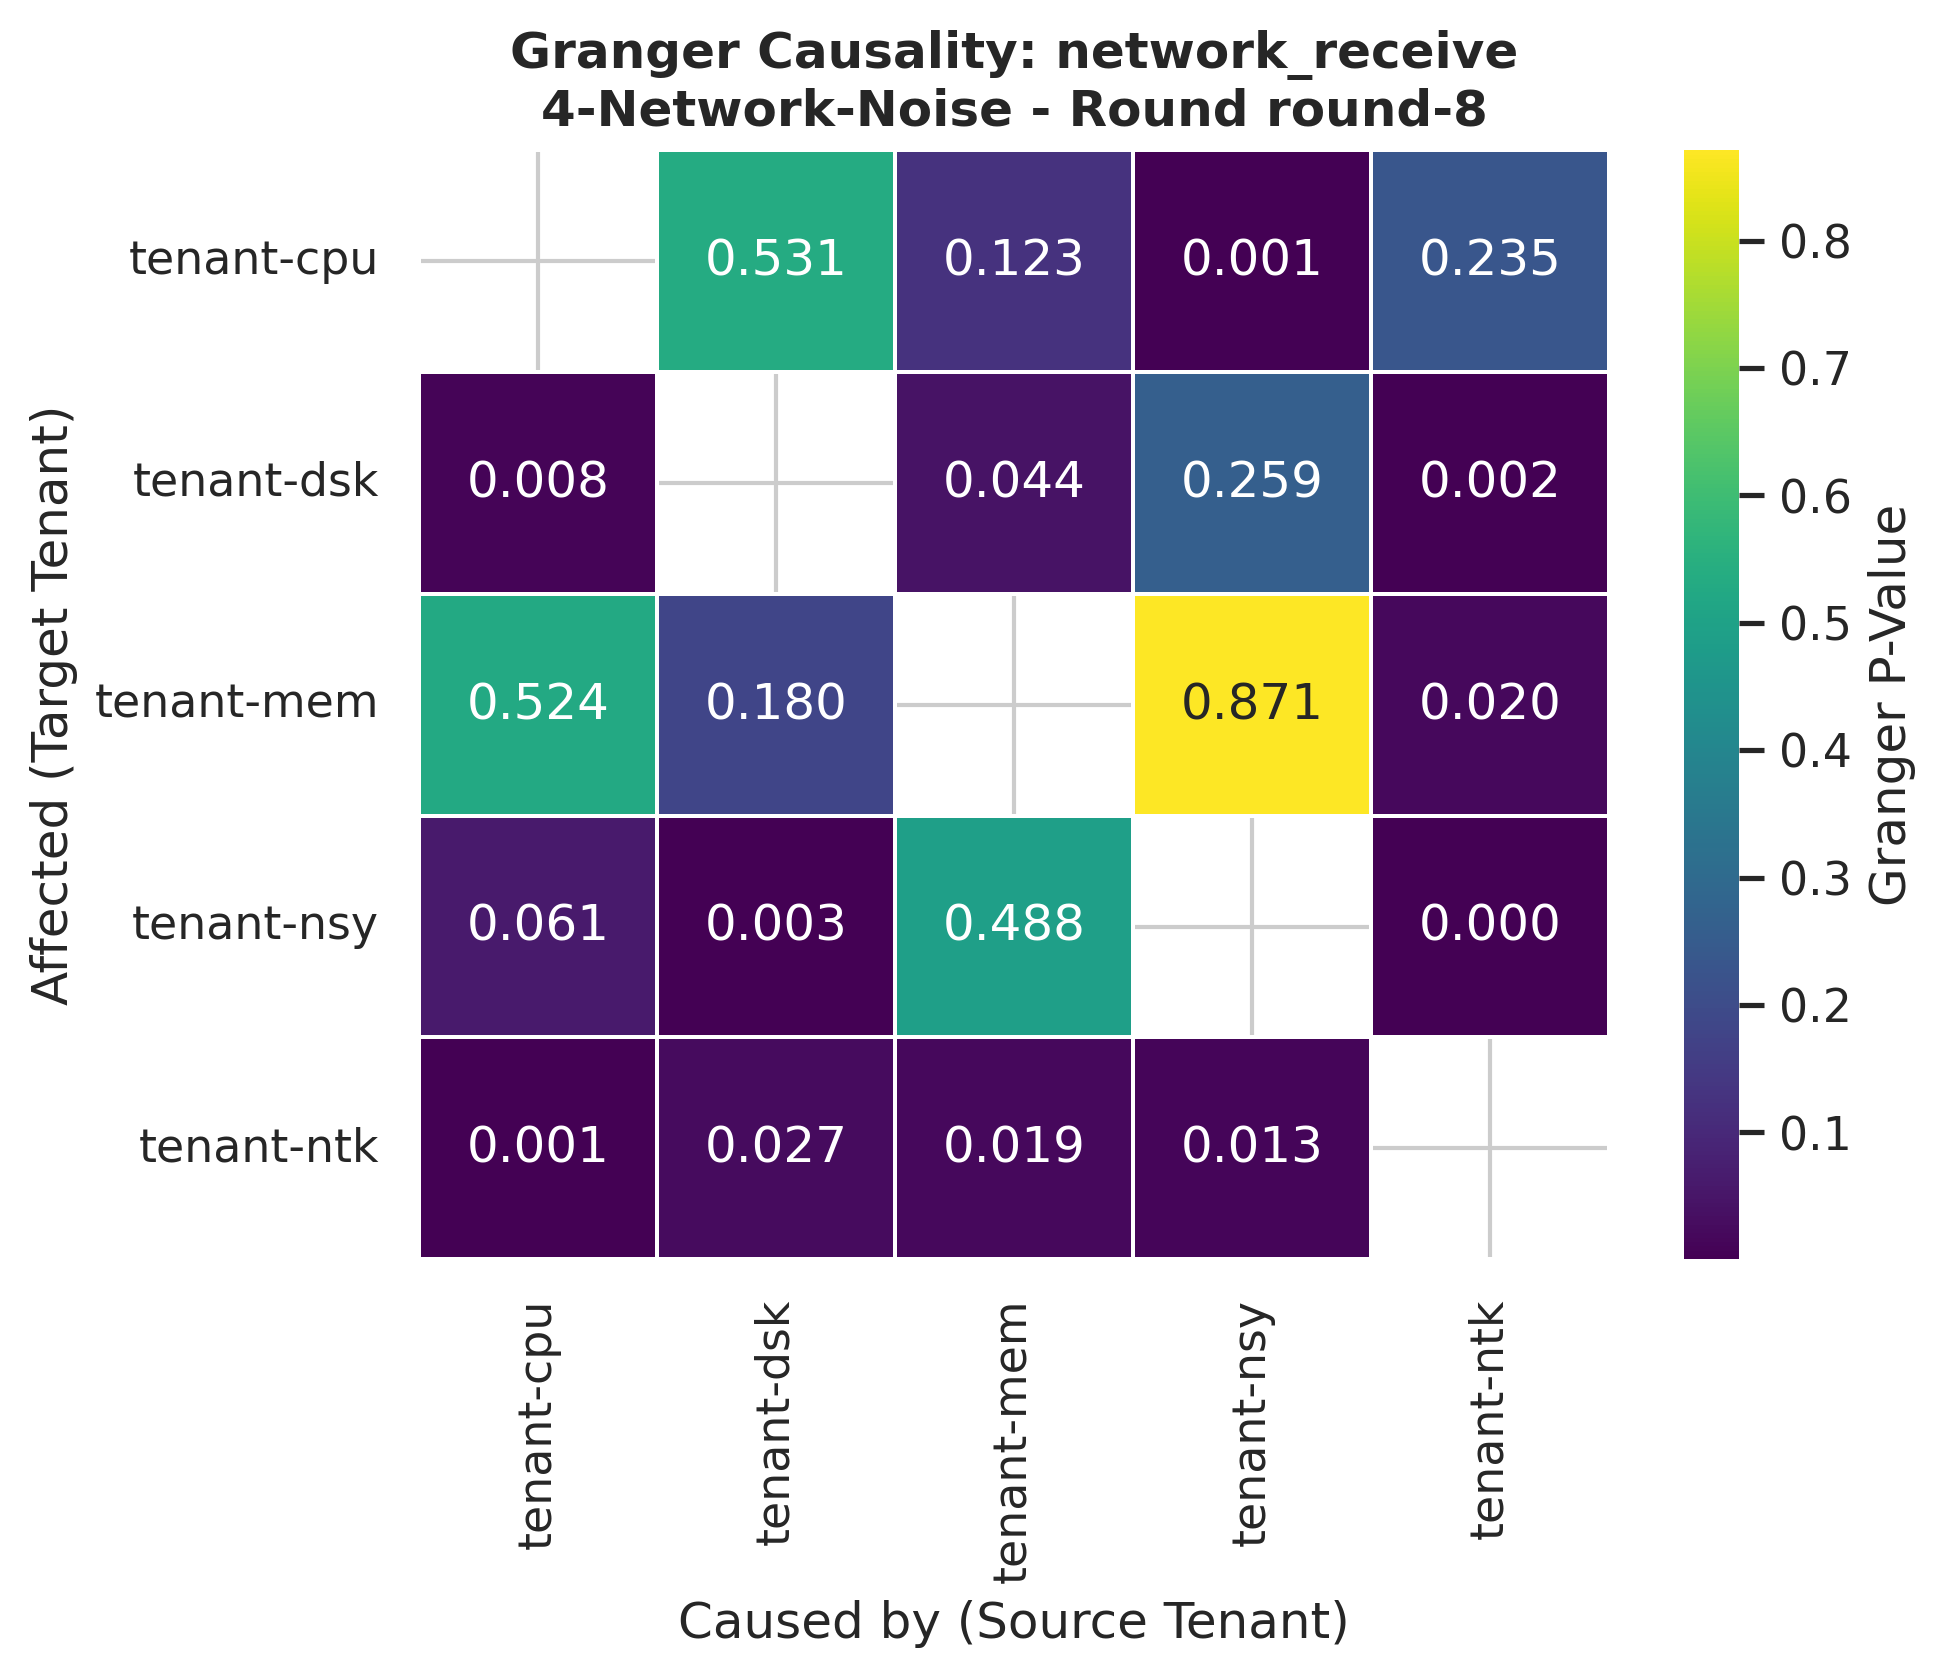 Granger Causality: network_receive
4-Network-Noise - Round round-8
Affected (Target Tenant)
tenant-cpu
0.531
0.123
0.001
0.235
tenant-dsk
0.008
0.044
0.259
0.002
tenant-mem
0.524
0.180
0.871
0.020
tenant-nsy
0.061
0.003
0.488
0.000
tenant-ntk
0.001
0.027
0.019
0.013
tenant-cpu
tenant-dsk
tenant-mem
tenant-nsy
tenant-ntk
Caused by (Source Tenant)
0.8
0.7
0.6
0.5
0.4
0.3
0.2
0.1
Granger P-Value